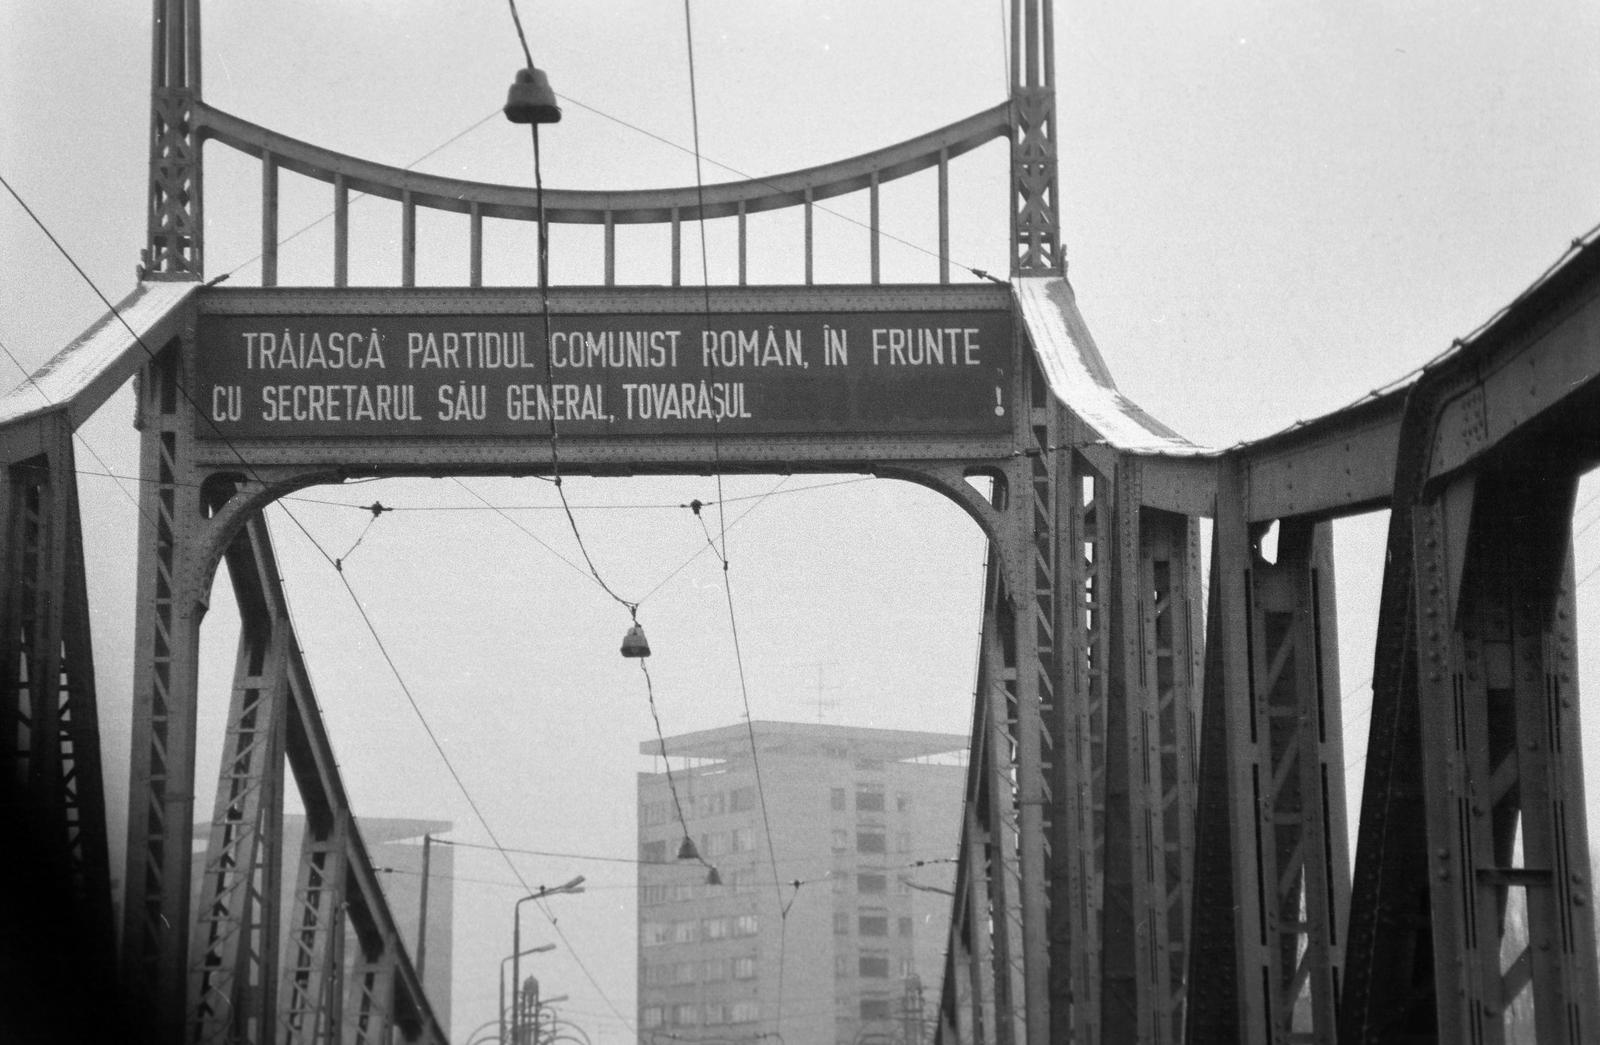 TRĂIASCĂ PARTIDUL COMUNIST ROMÂN, ÎN FRUNTE
CU SECRETARUL SĂU GENERAL, TOVARĂȘUL !